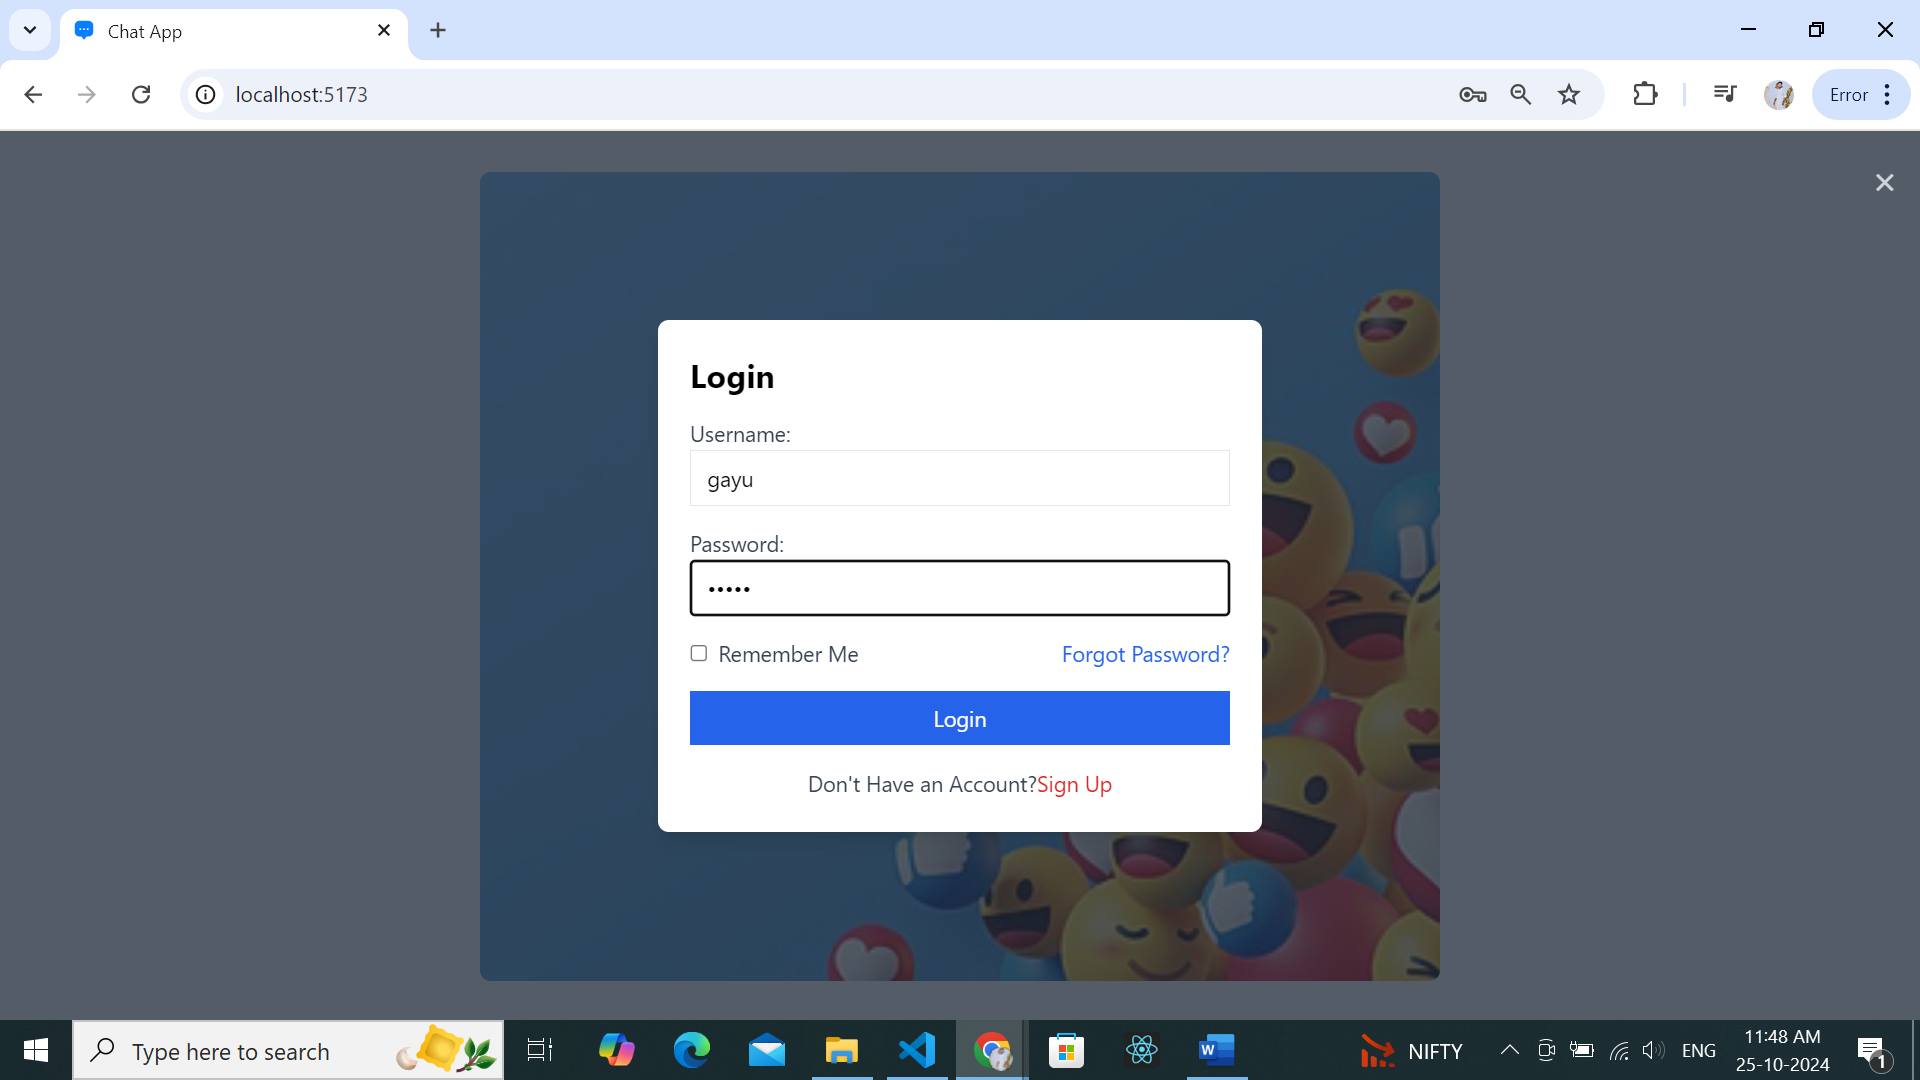 Chat App
localhost:5173
Error
Login
Username:
gayu
Password:
•••••
Remember Me
Forgot Password?
Login
Don't Have an Account?Sign Up
Type here to search
NIFTY
ENG
11:48 AM
25-10-2024
1